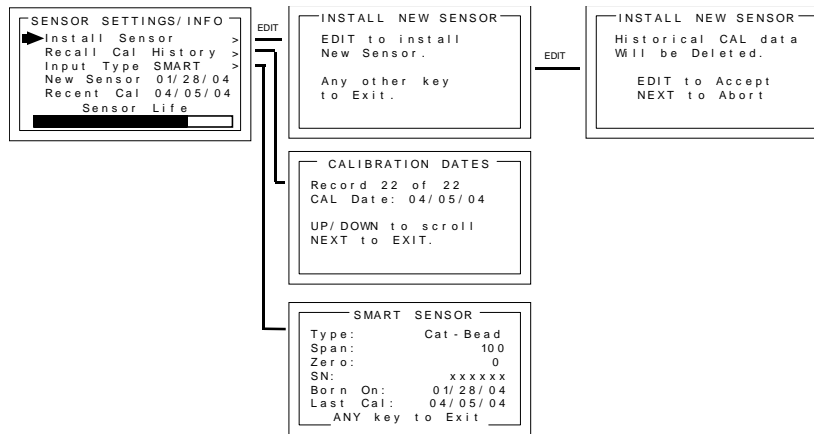 SENSOR SETTINGS/INFO
Install Sensor >
Recall Cal History >
Input Type SMART >
New Sensor 01/28/04
Recent Cal 04/05/04
Sensor Life
EDIT
INSTALL NEW SENSOR
EDIT to install
New Sensor.
Any other key
to Exit.
EDIT
INSTALL NEW SENSOR
Historical CAL data
Will be Deleted.
EDIT to Accept
NEXT to Abort
CALIBRATION DATES
Record 22 of 22
CAL Date: 04/05/04
UP/DOWN to scroll
NEXT to EXIT.
SMART SENSOR
Type: Cat-Bead
Span: 100
Zero: 0
SN: xxxxxx
Born On: 01/28/04
Last Cal: 04/05/04
ANY key to Exit